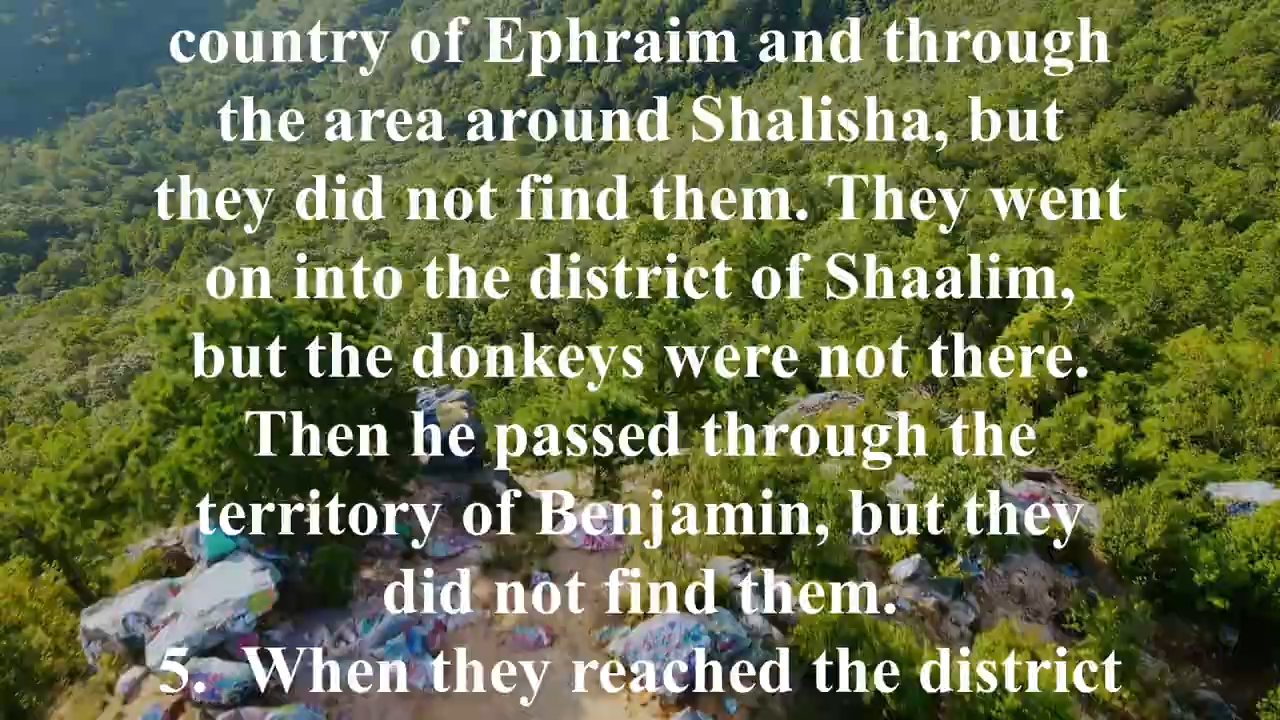 country of Ephraim and through
the area around Shalisha, but
they did not find them. They went
on into the district of Shaalim,
but the donkeys were not there.
Then he passed through the
territory of Benjamin, but they
did not find them.
5. When they reached the district